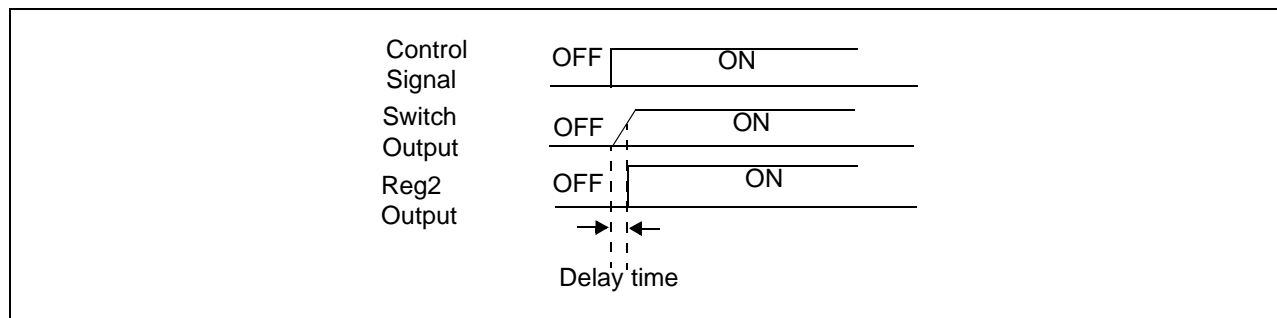 Control
Signal
OFF
ON
Switch
Output
OFF
ON
Reg2
Output
OFF
ON
Delay time